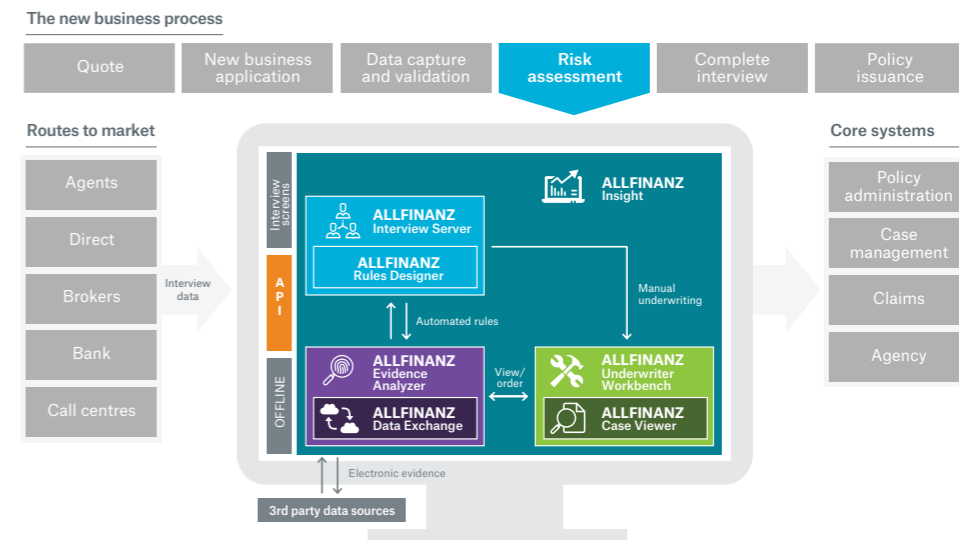 The new business process
Quote
New business
application
Data capture
and validation
Risk
assessment
Complete
interview
Policy
issuance
Routes to market
Agents
Direct
Brokers
Bank
Call centres
Interview
data
Interview
screens
API
OFFLINE
ALLFINANZ
Insight
ALLFINANZ
Interview Server
ALLFINANZ
Rules Designer
Automated rules
Manual
underwriting
ALLFINANZ
Evidence
Analyzer
ALLFINANZ
Data Exchange
View/
order
ALLFINANZ
Underwriter
Workbench
ALLFINANZ
Case Viewer
Electronic evidence
3rd party data sources
Core systems
Policy
administration
Case
management
Claims
Agency